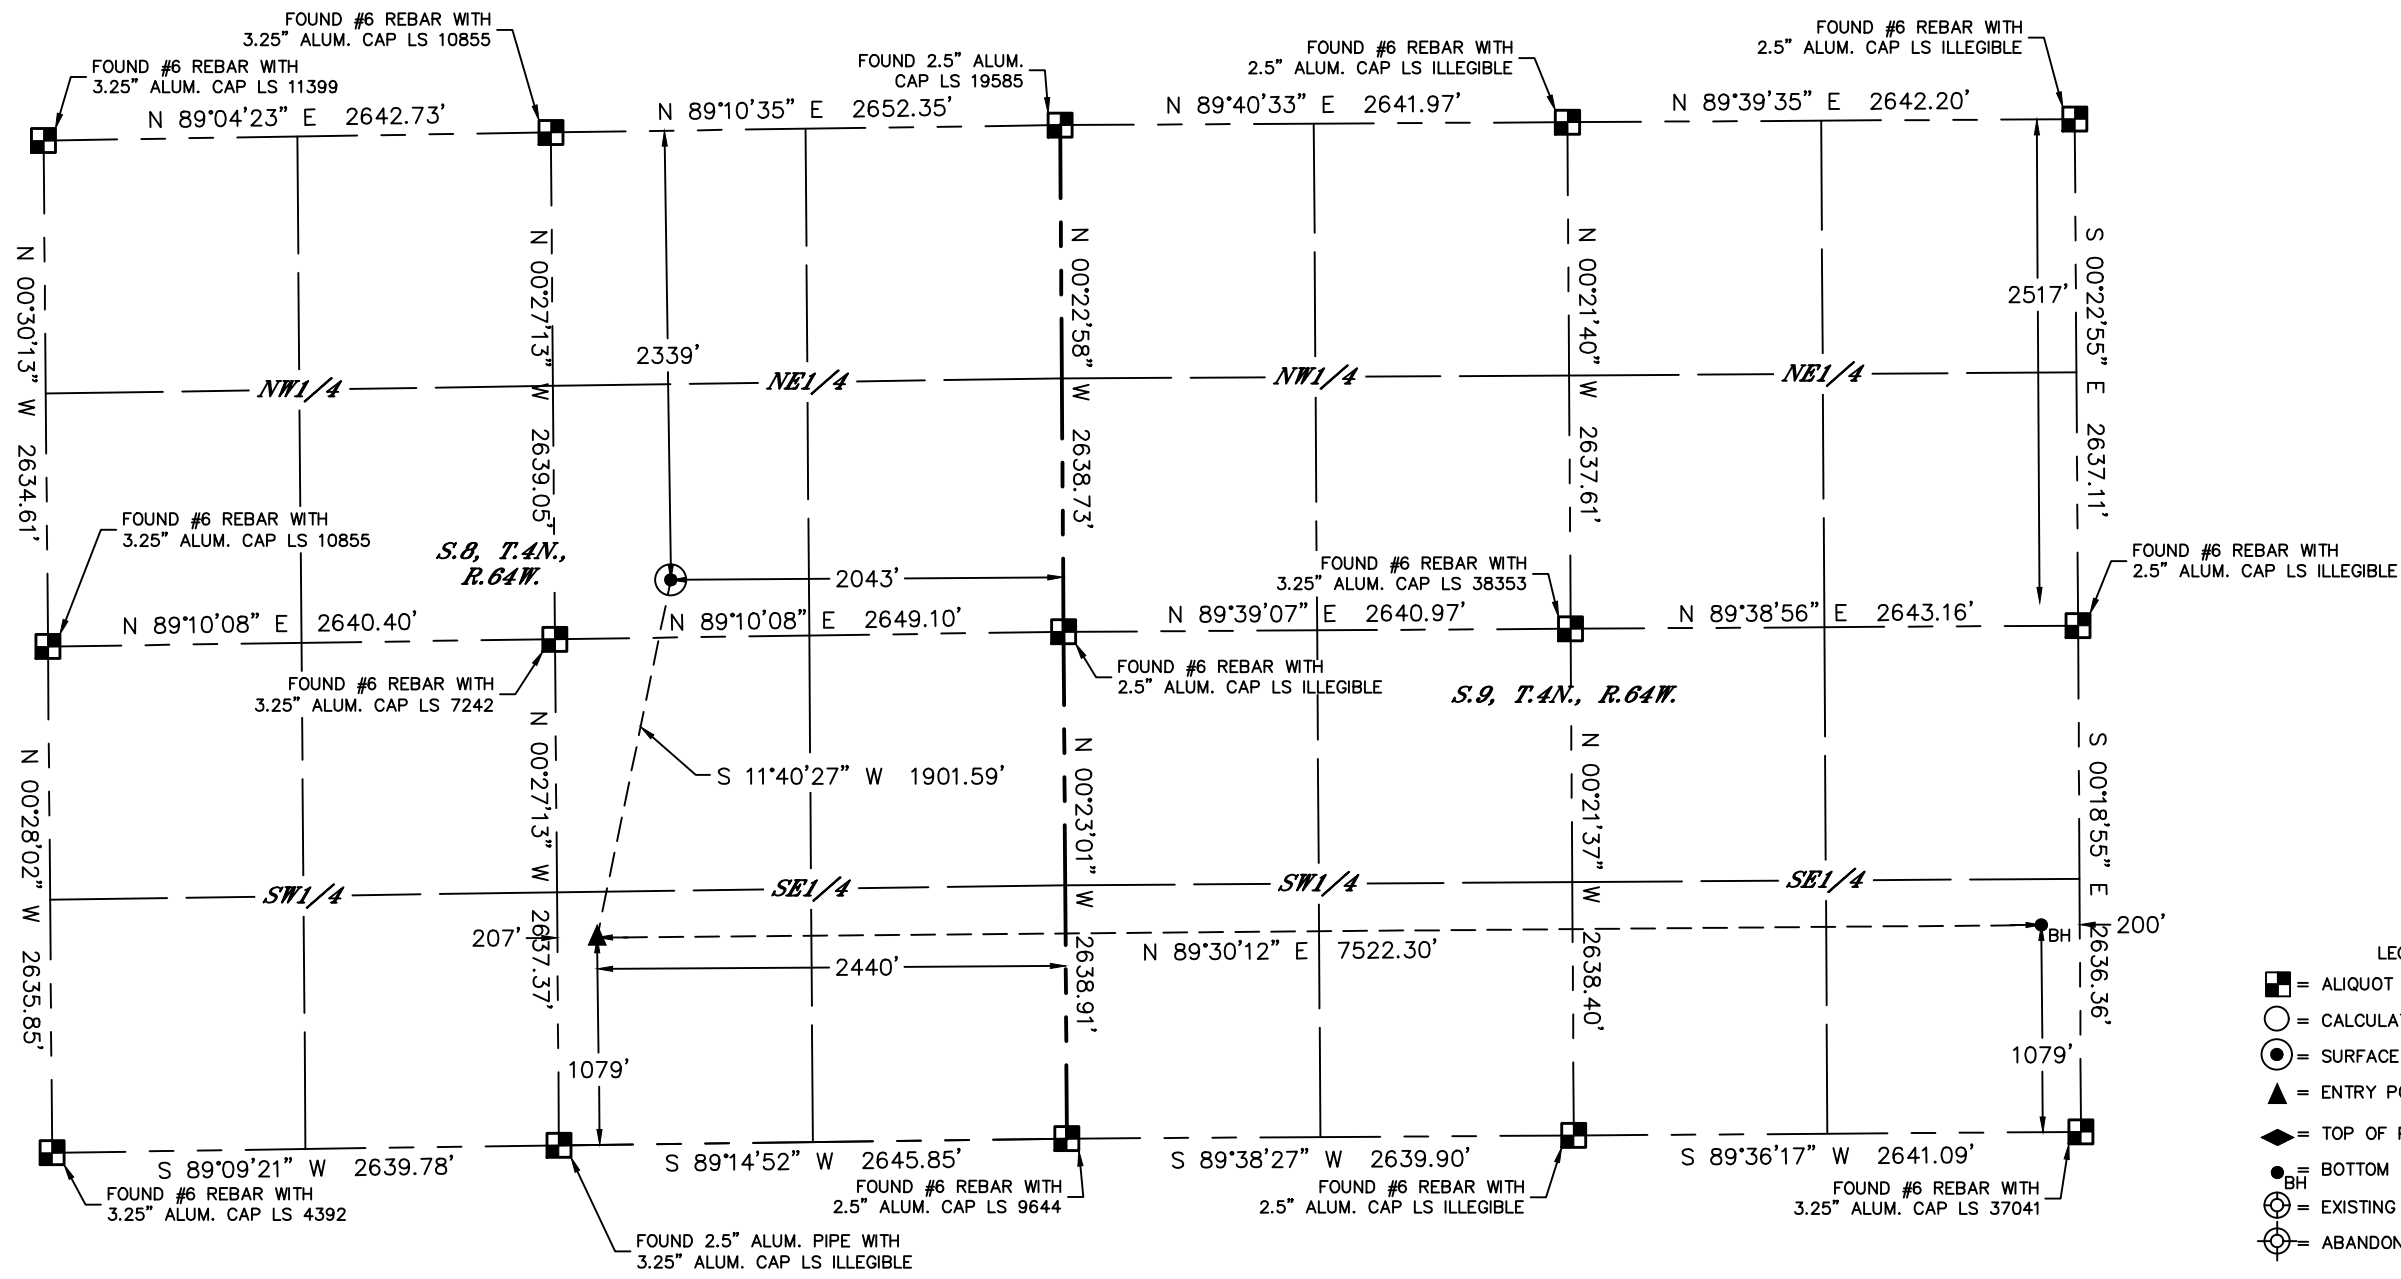 FOUND #6 REBAR WITH
3.25" ALUM. CAP LS 11399
FOUND #6 REBAR WITH
3.25" ALUM. CAP LS 10855
FOUND 2.5" ALUM.
CAP LS 19585
FOUND #6 REBAR WITH
2.5" ALUM. CAP LS ILLEGIBLE
FOUND #6 REBAR WITH
2.5" ALUM. CAP LS ILLEGIBLE
N 89°04'23" E 2642.73'
N 89°10'35" E 2652.35'
N 89°40'33" E 2641.97'
N 89°39'35" E 2642.20'
N 00°30'13" W 2634.61'
N 00°27'13" W 2639.05'
N 00°22'58" W 2638.73'
N 00°21'40" W 2637.61'
S 00°22'55" E 2637.11'
2517'
2339'
NW1/4
NE1/4
NW1/4
NE1/4
FOUND #6 REBAR WITH
3.25" ALUM. CAP LS 10855
S.8, T.4N.,
R.64W.
2043'
FOUND #6 REBAR WITH
3.25" ALUM. CAP LS 38353
FOUND #6 REBAR WITH
2.5" ALUM. CAP LS ILLEGIBLE
N 89°10'08" E 2640.40'
N 89°10'08" E 2649.10'
N 89°39'07" E 2640.97'
N 89°38'56" E 2643.16'
FOUND #6 REBAR WITH
3.25" ALUM. CAP LS 7242
FOUND #6 REBAR WITH
2.5" ALUM. CAP LS ILLEGIBLE
S.9, T.4N., R.64W.
N 00°28'02" W 2635.85'
N 00°27'13" W 2637.37'
N 00°23'01" W 2638.91'
N 00°21'37" W 2638.40'
S 00°18'55" E 2636.36'
S 11°40'27" W 1901.59'
SW1/4
SE1/4
SW1/4
SE1/4
207'
2440'
N 89°30'12" E 7522.30'
BH
200'
1079'
1079'
S 89°09'21" W 2639.78'
S 89°14'52" W 2645.85'
S 89°38'27" W 2639.90'
S 89°36'17" W 2641.09'
FOUND #6 REBAR WITH
3.25" ALUM. CAP LS 4392
FOUND 2.5" ALUM. PIPE WITH
3.25" ALUM. CAP LS ILLEGIBLE
FOUND #6 REBAR WITH
2.5" ALUM. CAP LS 9644
FOUND #6 REBAR WITH
2.5" ALUM. CAP LS ILLEGIBLE
FOUND #6 REBAR WITH
3.25" ALUM. CAP LS 37041
= ALIQUOT
= SURFACE
= ENTRY
= TOP OF
BH = BOTTOM
= EXISTING